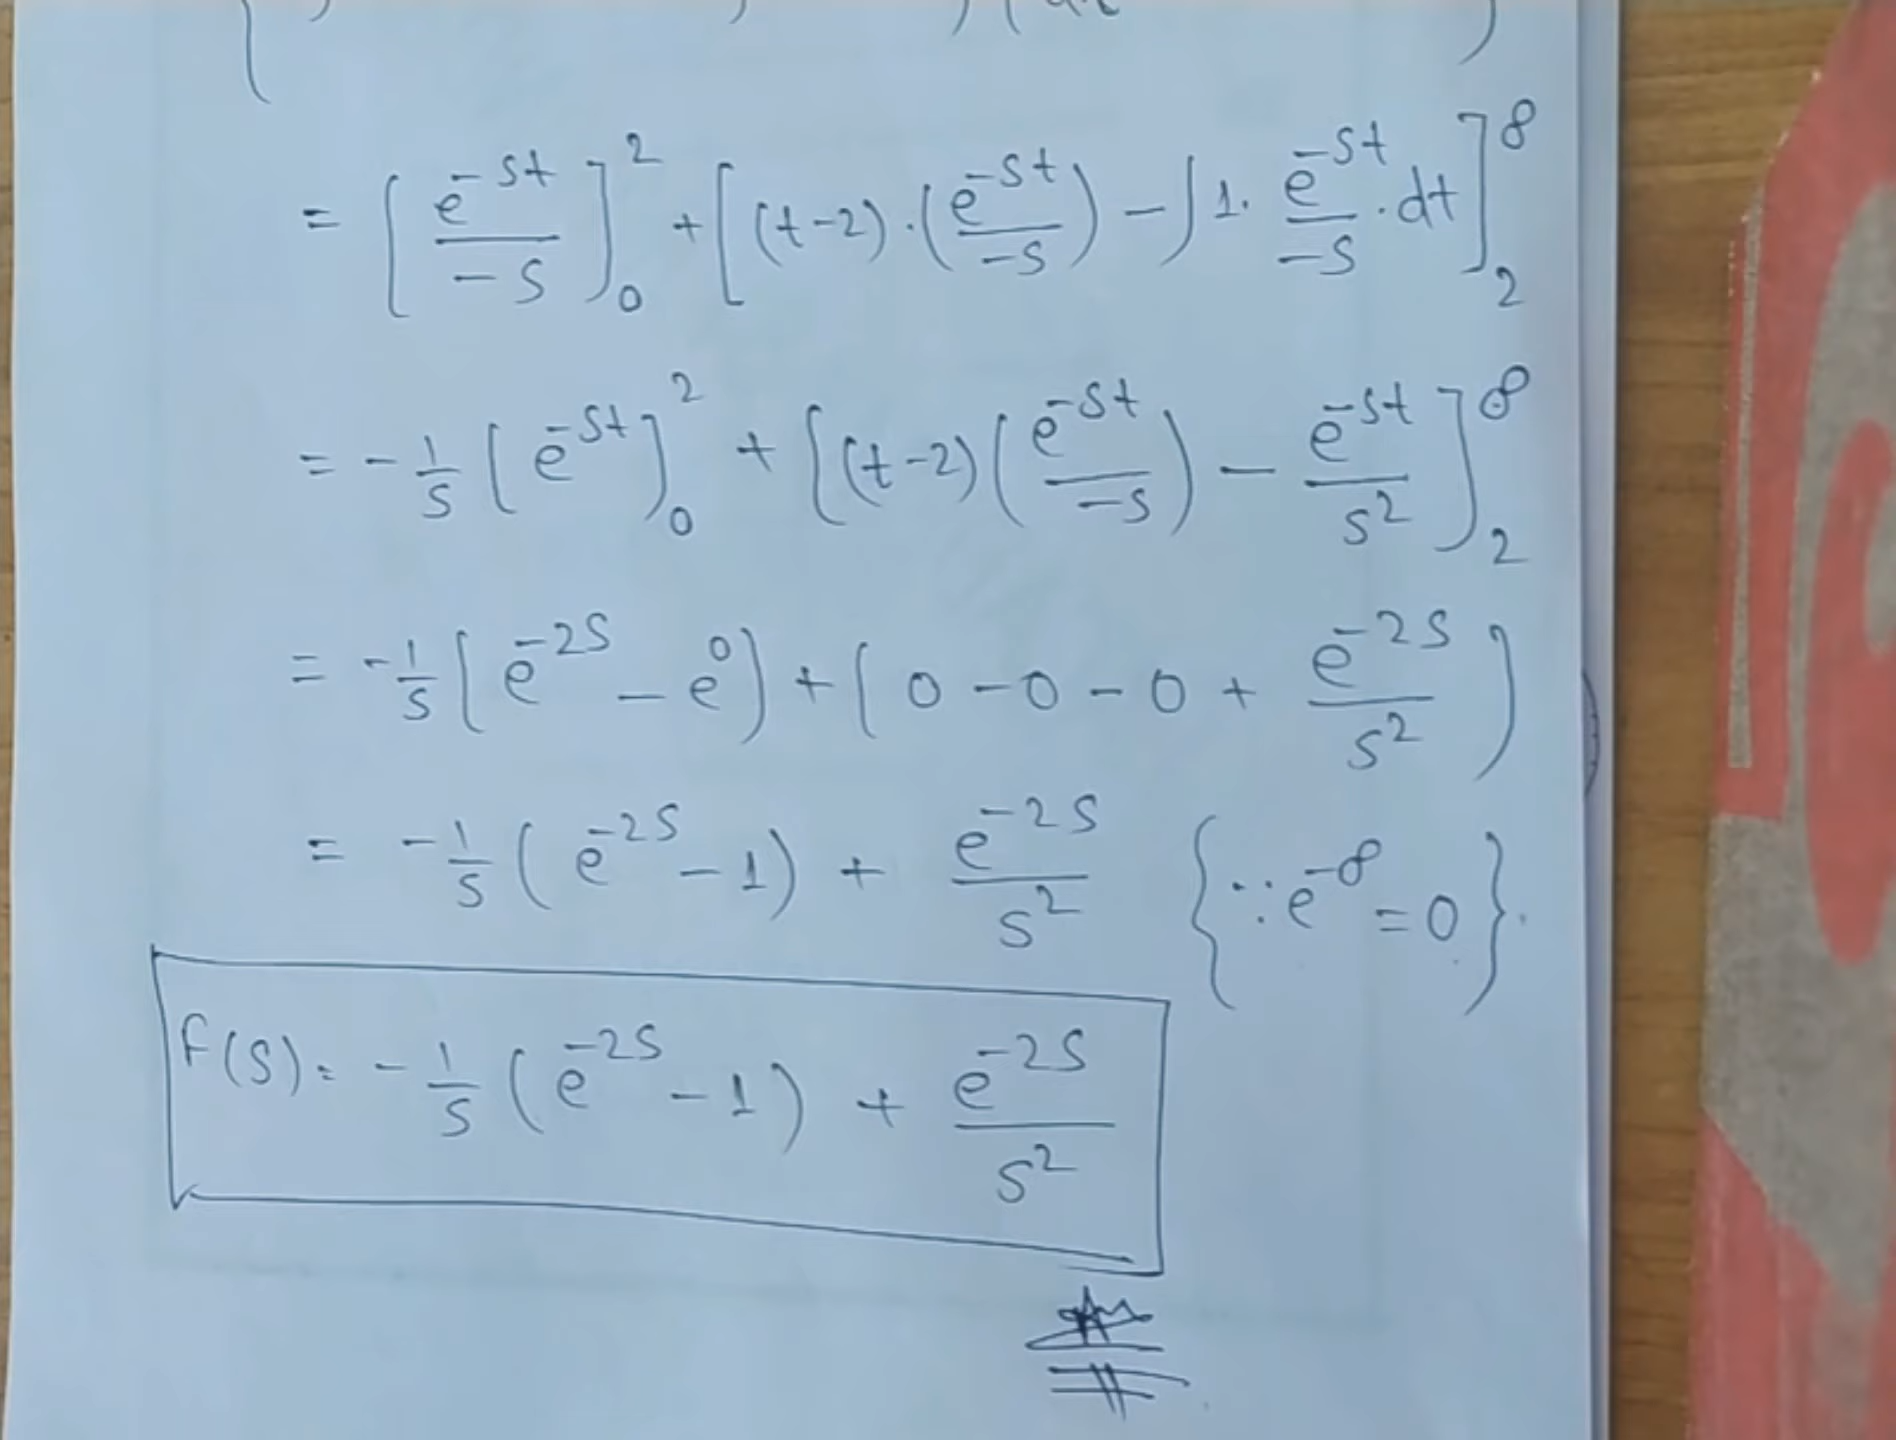 = [e^-st / -s]_0^2 + [(t-2).(e^-st / -s) - ∫1. e^-st / -s .dt]_2^∞
= -1/s [e^-st]_0^2 + [(t-2)(e^-st / -s) - e^-st / s^2]_2^∞
= -1/s [e^-2s - e^0] + (0 - 0 - 0 + e^-2s / s^2)
= -1/s (e^-2s - 1) + e^-2s / s^2 {∵ e^-∞ = 0}.
F(s) = -1/s (e^-2s - 1) + e^-2s / s^2
Ans